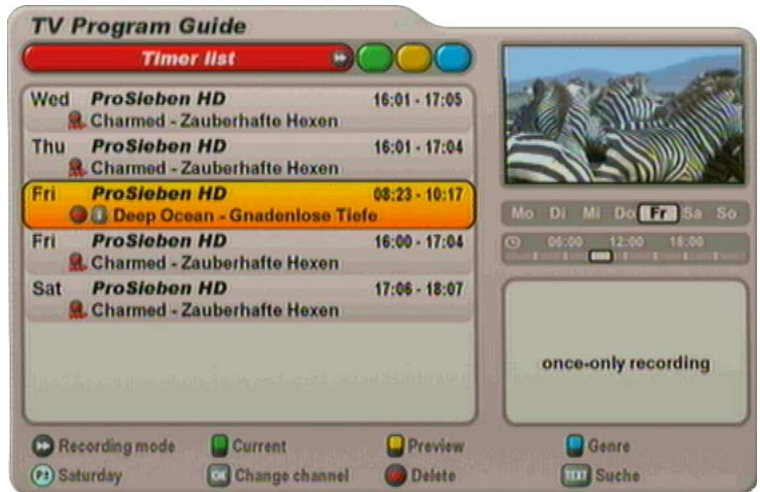 TV Program Guide
Timer list
Wed ProSieben HD 16:01 - 17:05
Charmed - Zauberhafte Hexen
Thu ProSieben HD 16:01 - 17:04
Charmed - Zauberhafte Hexen
Fri ProSieben HD 08:23 - 10:17
Deep Ocean - Gnadenlose Tiefe
Fri ProSieben HD 16:00 - 17:04
Charmed - Zauberhafte Hexen
Sat ProSieben HD 17:06 - 18:07
Charmed - Zauberhafte Hexen
Mo Di Mi Do Fr Sa So
06:00 12:00 18:00
once-only recording
Recording mode Current Preview Genre
Saturday OK Change channel Delete TEXT Suche